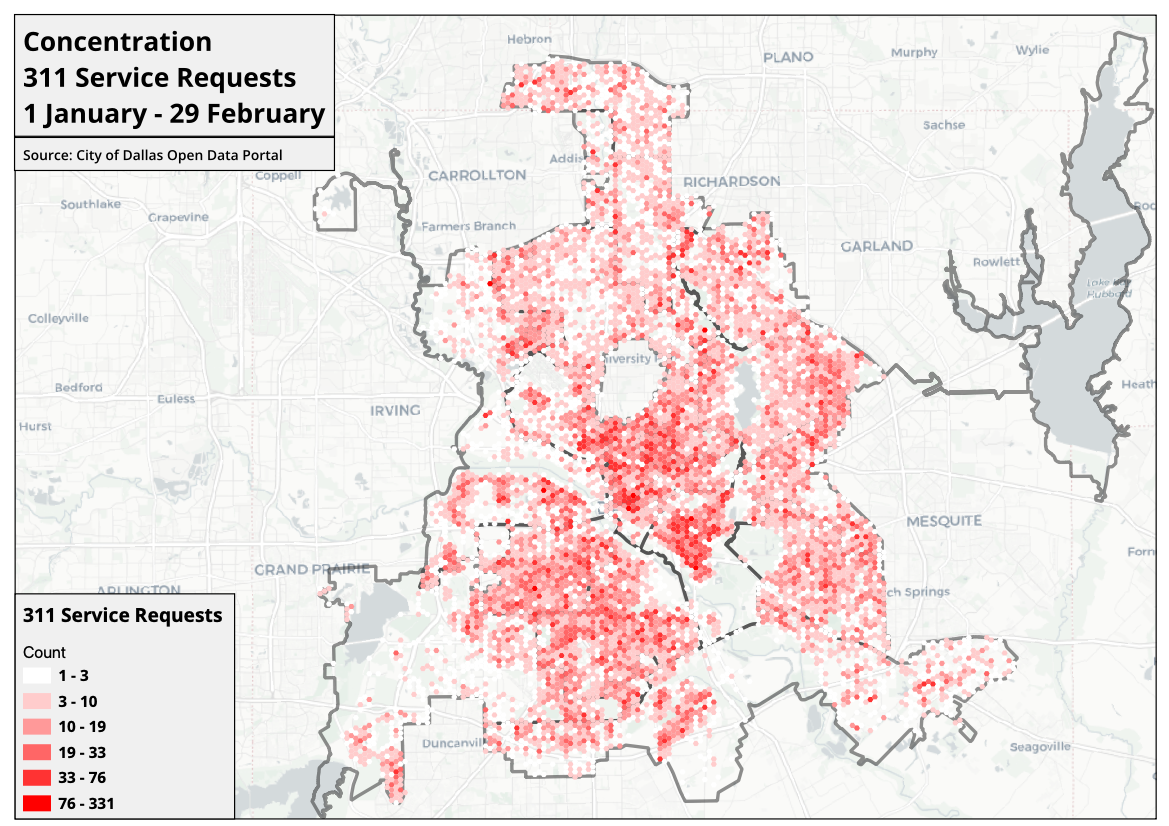 Concentration
311 Service Requests
1 January - 29 February
Source: City of Dallas Open Data Portal
Hebron
PLANO
Murphy
Wylie
Sachse
Addis
Coppell
CARROLLTON
RICHARDSON
Southlake
Grapevine
Farmers Branch
GARLAND
Rowlett
Lake Ray
Hubbard
Colleyville
Bedford
Euless
IRVING
Hurst
Heath
MESQUITE
Forn
GRAND PRAIRIE
ARLINGTON
ch Springs
Duncanvil
Seagoville
311 Service Requests
Count
1 - 3
3 - 10
10 - 19
19 - 33
33 - 76
76 - 331